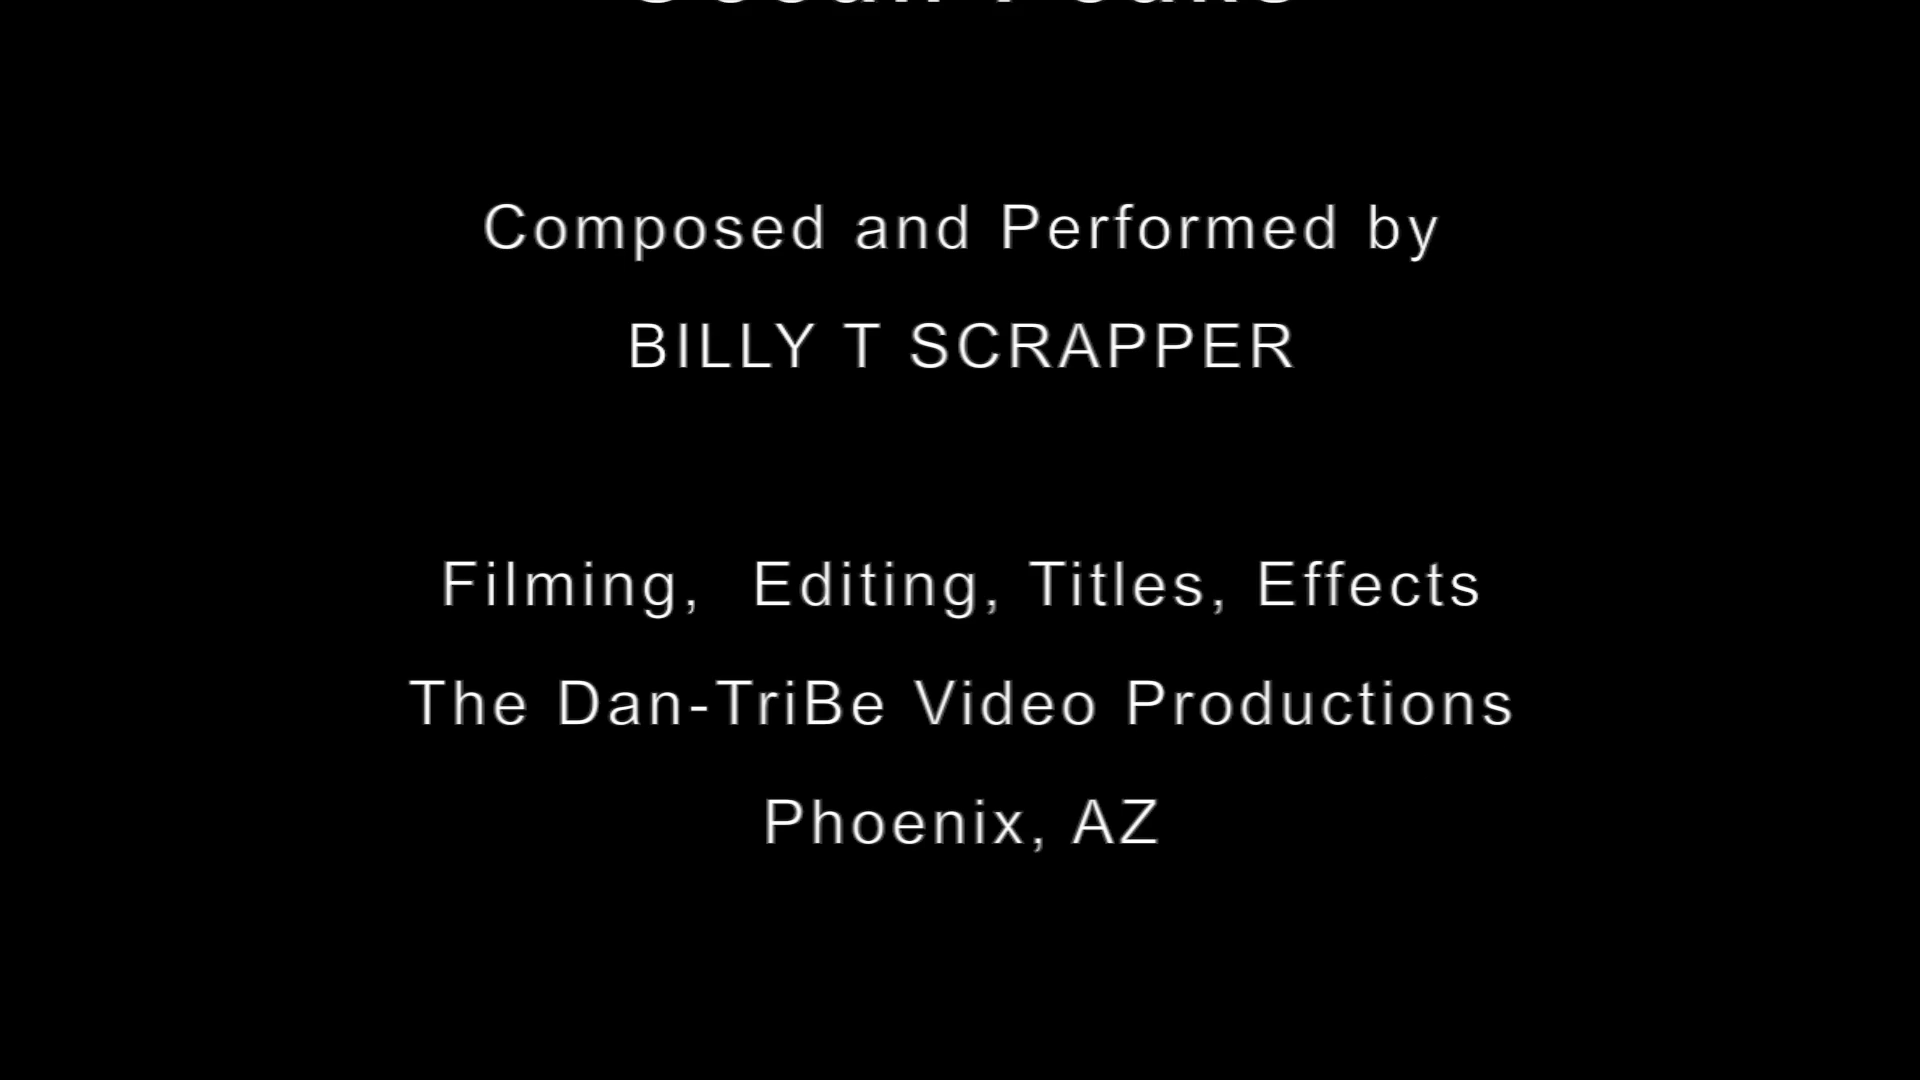 Composed and Performed by
BILLY T SCRAPPER
Filming,  Editing, Titles, Effects
The Dan-TriBe Video Productions
Phoenix, AZ